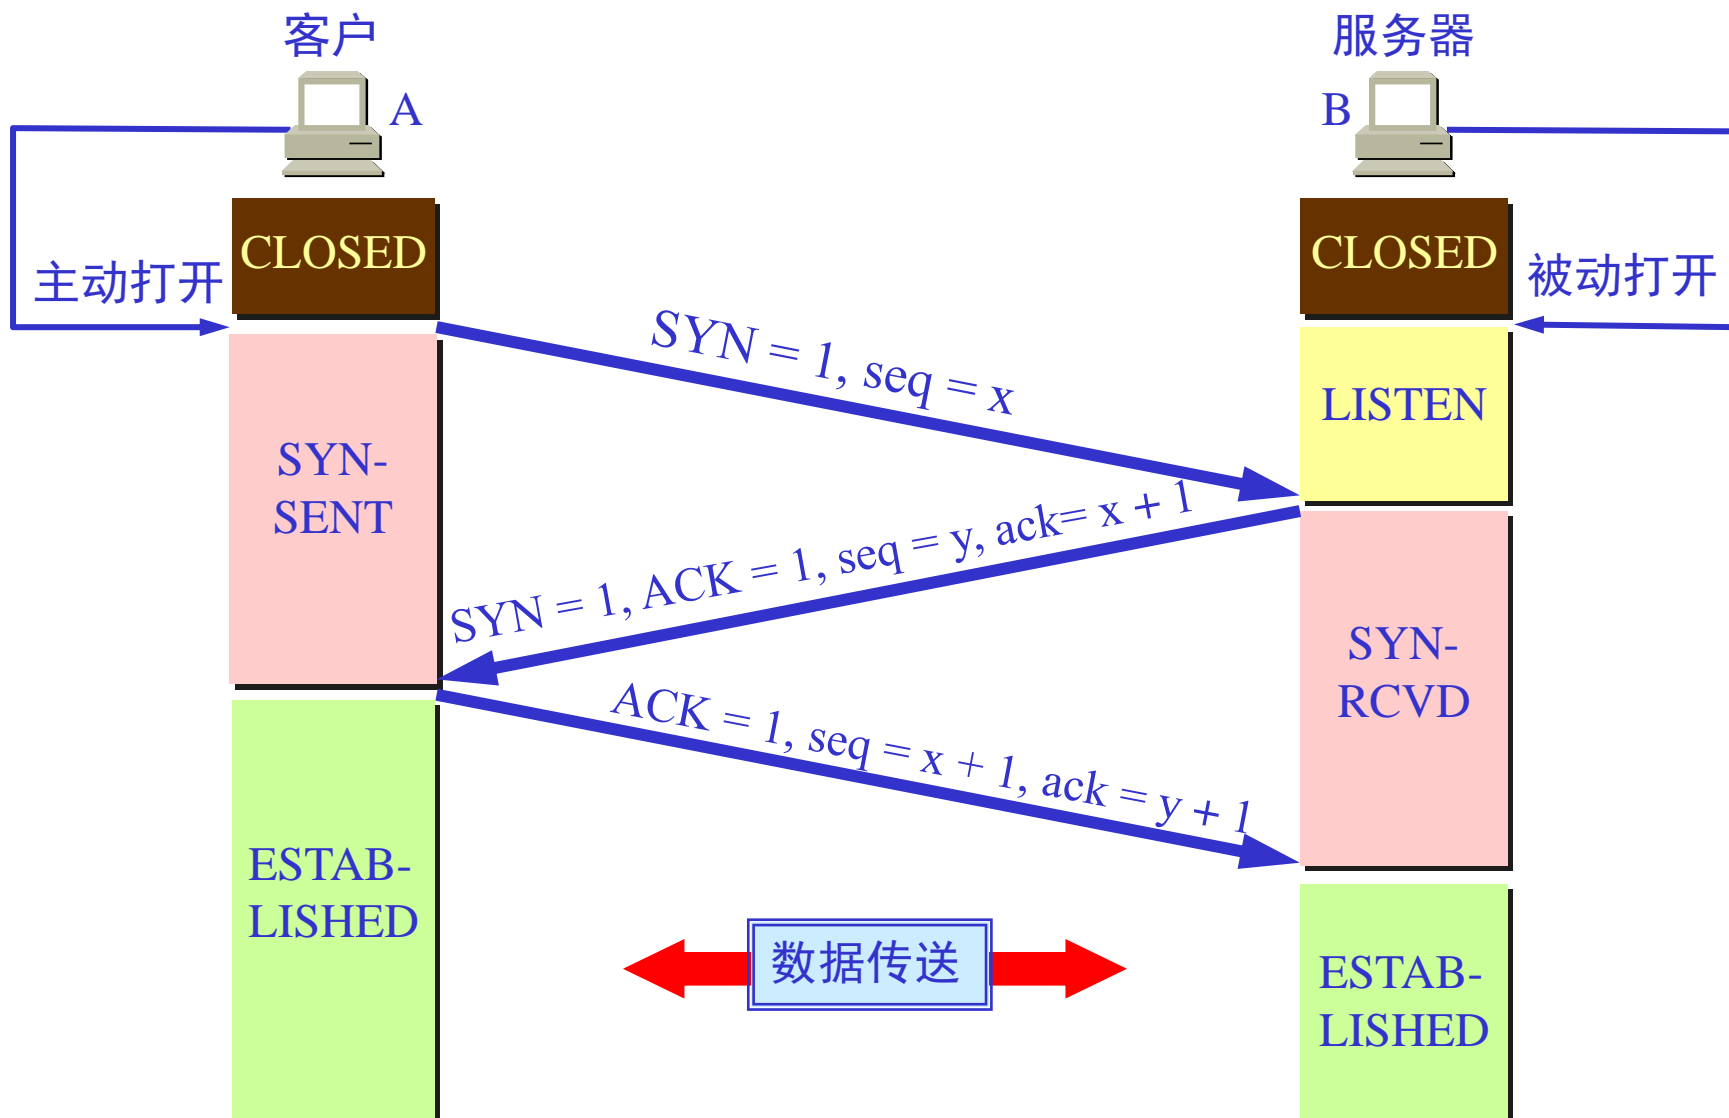 客户
服务器
A
B
CLOSED
CLOSED
主动打开
被动打开
SYN = 1, seq = x
LISTEN
SYN-
SENT
SYN = 1, ACK = 1, seq = y, ack= x + 1
SYN-
RCVD
ACK = 1, seq = x + 1, ack = y + 1
ESTAB-
LISHED
数据传送
ESTAB-
LISHED